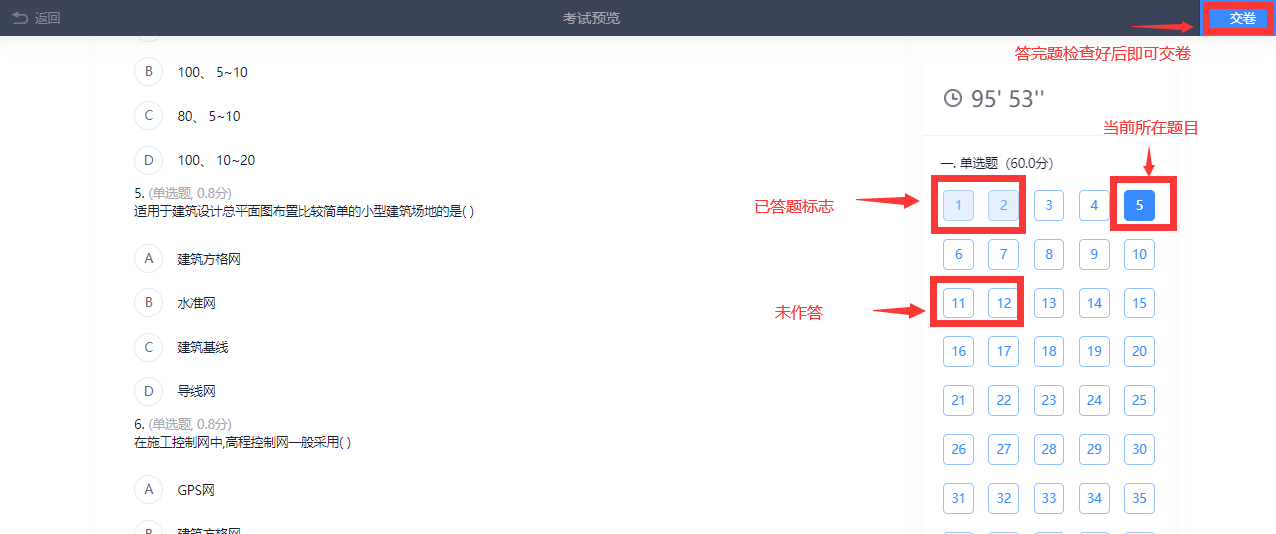 返回
考试预览
交卷
答完题检查好后即可交卷
B 100、 5~10
C 80、 5~10
D 100、 10~20
5. (单选题, 0.8分)
适用于建筑设计总平面图布置比较简单的小型建筑场地的是( )
A 建筑方格网
B 水准网
C 建筑基线
D 导线网
6. (单选题, 0.8分)
在施工控制网中,高程控制网一般采用( )
A GPS网
B 建筑方格网
95' 53''
当前所在题目
一. 单选题（60.0分）
已答题标志
1 2 3 4 5
6 7 8 9 10
未作答
11 12 13 14 15
16 17 18 19 20
21 22 23 24 25
26 27 28 29 30
31 32 33 34 35